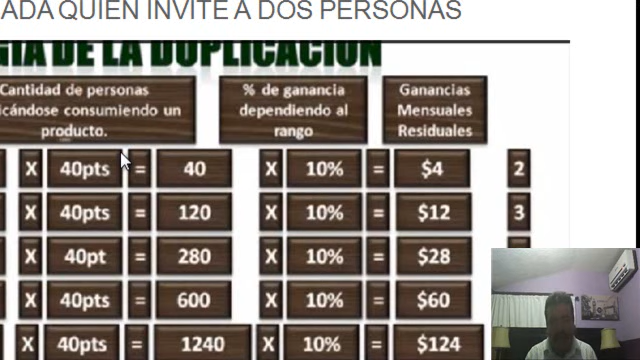 ADA QUIEN INVITE A DOS PERSONAS
GIA DE LA DUPLICACIÓN
Cantidad de personas
icándose consumiendo un
producto.
% de ganancia
dependiendo al
rango
Ganancias
Mensuales
Residuales
X 40pts = 40 X 10% = $4 2
X 40pts = 120 X 10% = $12 3
X 40pt = 280 X 10% = $28
X 40pts = 600 X 10% = $60
X 40pts = 1240 X 10% = $124